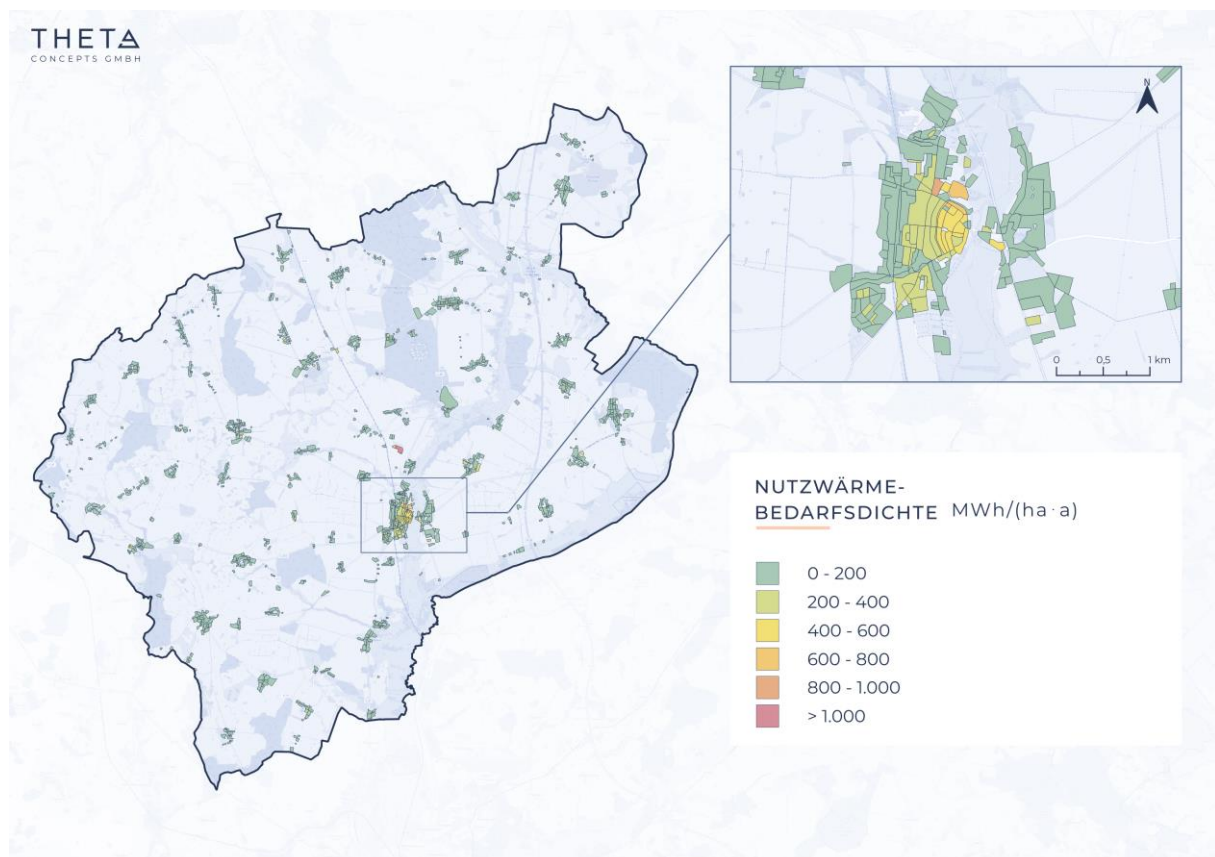 THETA
CONCEPTS GMBH
N
0 0,5 1 km
NUTZWÄRME-
BEDARFSDICHTE MWh/(ha·a)
0 - 200
200 - 400
400 - 600
600 - 800
800 - 1.000
> 1.000